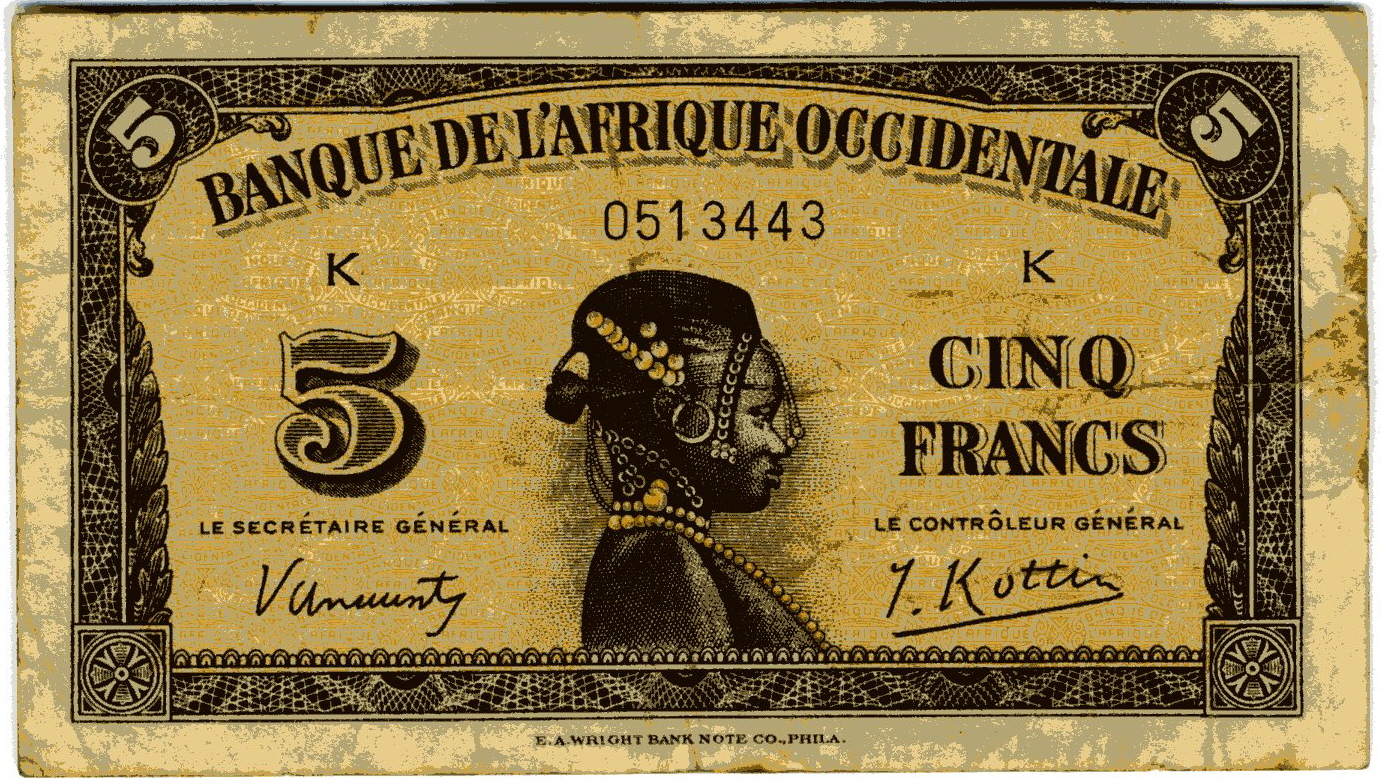 5 5
BANQUE DE L'AFRIQUE OCCIDENTALE
0513443
K K
5 CINQ
FRANCS
LE SECRÉTAIRE GÉNÉRAL LE CONTRÔLEUR GÉNÉRAL
E.A.WRIGHT BANK NOTE CO.,PHILA.